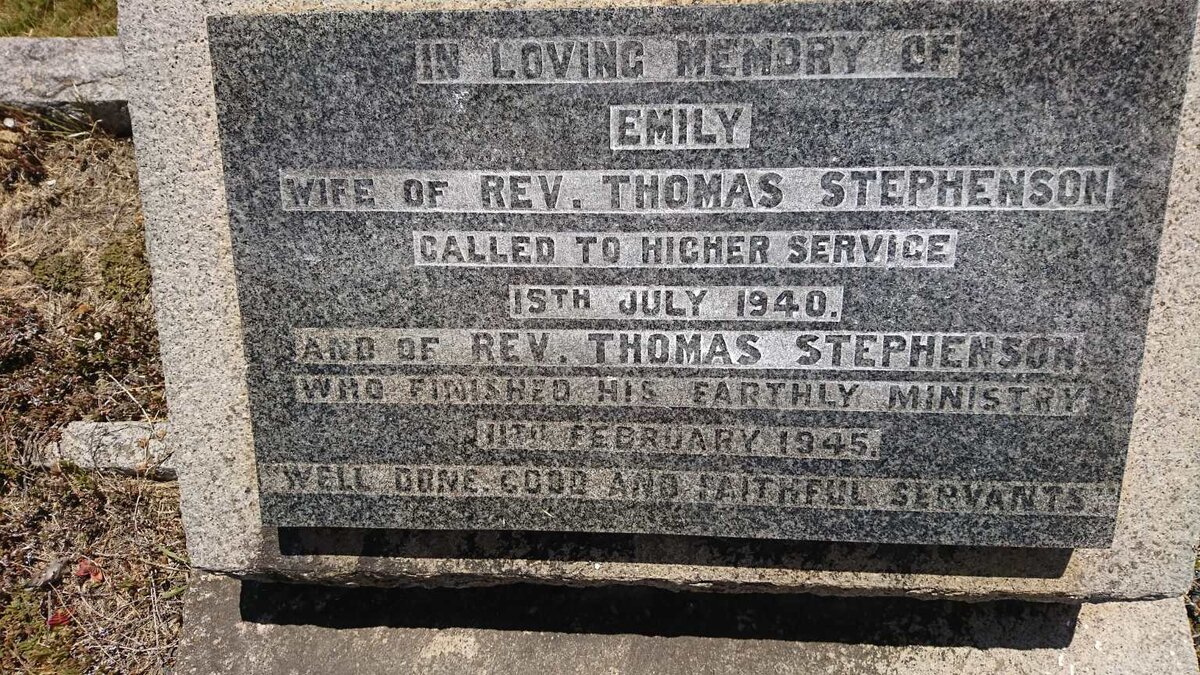 IN LOVING MEMORY OF
EMILY
WIFE OF REV. THOMAS STEPHENSON
CALLED TO HIGHER SERVICE
15TH JULY 1940.
AND OF REV. THOMAS STEPHENSON.
WHO FINISHED HIS EARTHLY MINISTRY
11TH FEBRUARY 1945.
WELL DONE, GOOD AND FAITHFUL SERVANTS"